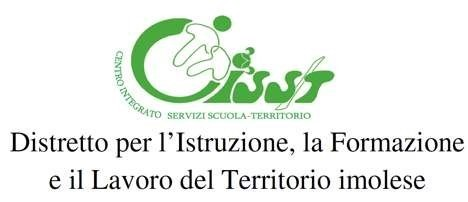 Cisst
CENTRO INTEGRATO SERVIZI SCUOLA-TERRITORIO
Distretto per l’Istruzione, la Formazione
e il Lavoro del Territorio imolese